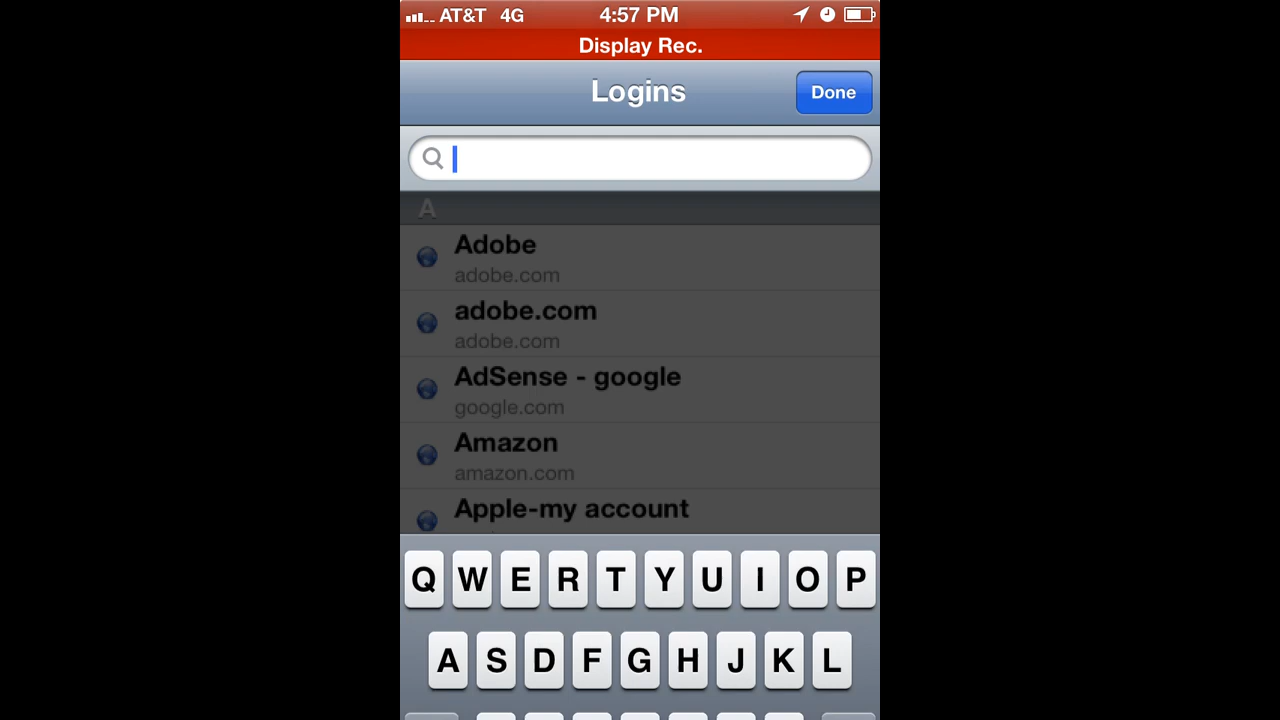 AT&T 4G 4:57 PM
Display Rec.
Logins Done
A
Adobe
adobe.com
adobe.com
adobe.com
AdSense - google
google.com
Amazon
amazon.com
Apple-my account
Q W E R T Y U I O P
A S D F G H J K L